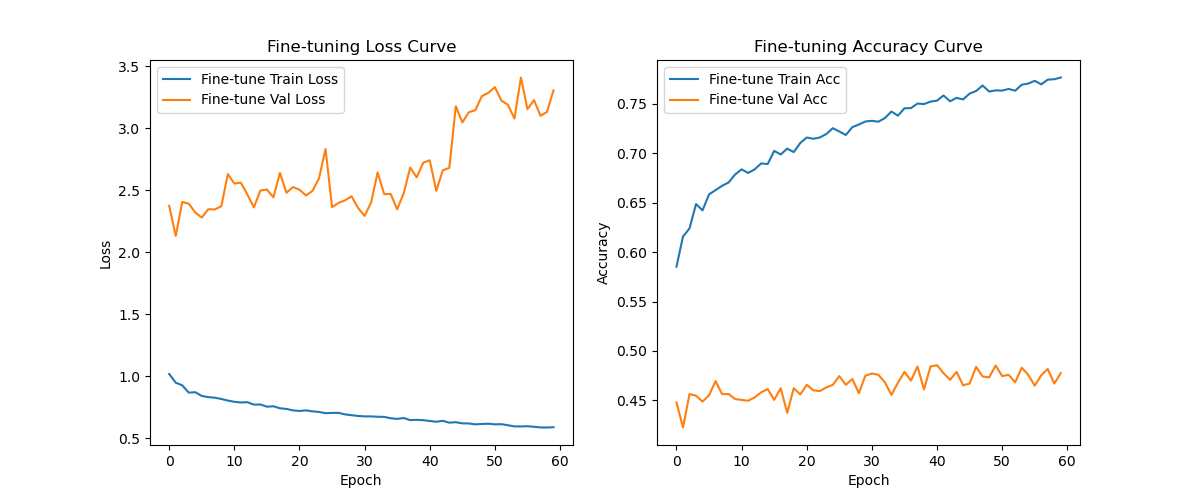 Fine-tuning Loss Curve
Fine-tune Train Loss
Fine-tune Val Loss
3.5
3.0
2.5
2.0
1.5
1.0
0.5
Loss
0 10 20 30 40 50 60
Epoch
Fine-tuning Accuracy Curve
Fine-tune Train Acc
Fine-tune Val Acc
0.75
0.70
0.65
0.60
0.55
0.50
0.45
Accuracy
0 10 20 30 40 50 60
Epoch